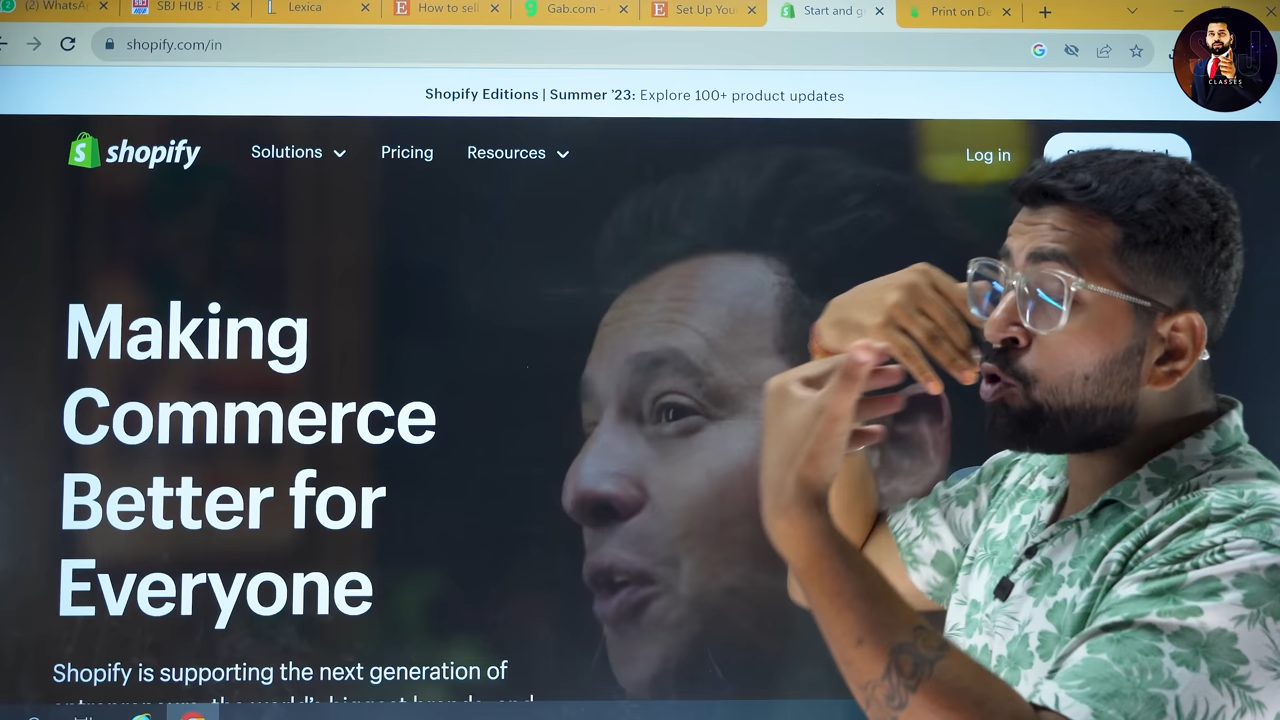 (2) WhatsA
SBJ HUB - E
Lexica
How to sell
Gab.com -
Set Up You
Start and g
Print on De
shopify.com/in
CLASSES
Shopify Editions | Summer '23: Explore 100+ product updates
shopify
Solutions
Pricing
Resources
Log in
Making
Commerce
Better for
Everyone
Shopify is supporting the next generation of